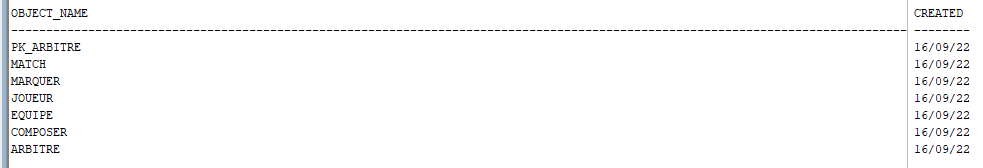 OBJECT_NAME CREATED
-------------------------------------------------------------------------------------------------------------------------------- --------
PK_ARBITRE 16/09/22
MATCH 16/09/22
MARQUER 16/09/22
JOUEUR 16/09/22
EQUIPE 16/09/22
COMPOSER 16/09/22
ARBITRE 16/09/22